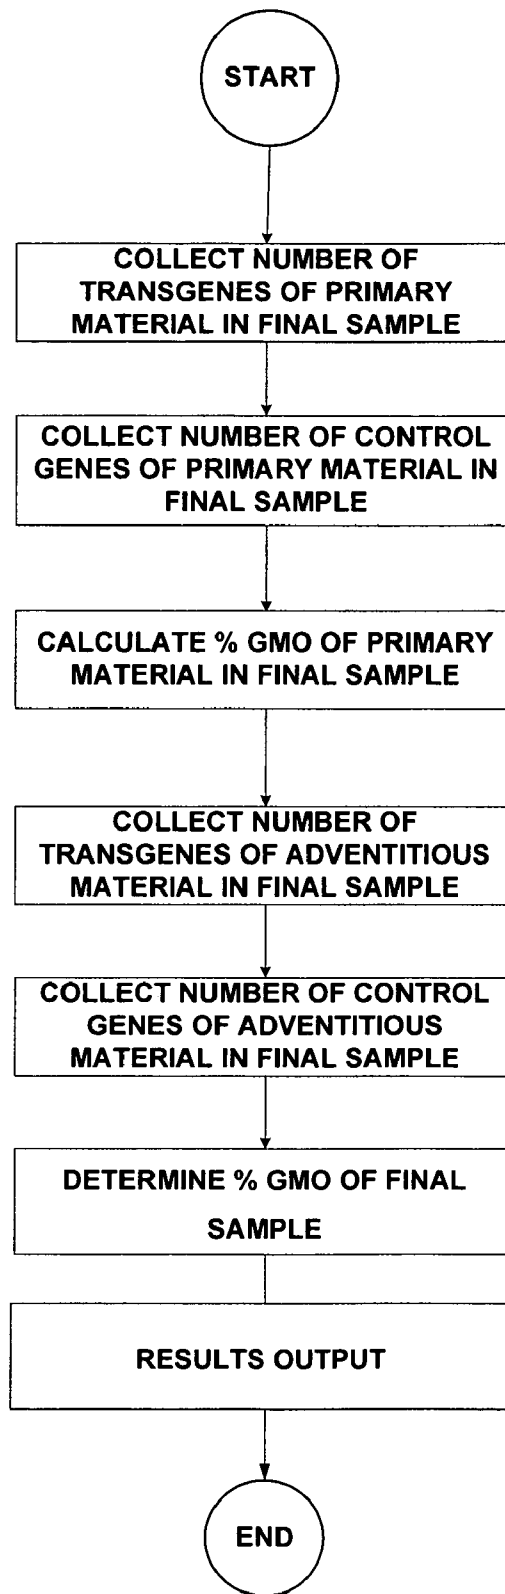 START
COLLECT NUMBER OF
TRANSGENES OF PRIMARY
MATERIAL IN FINAL SAMPLE
COLLECT NUMBER OF CONTROL
GENES OF PRIMARY MATERIAL IN
FINAL SAMPLE
CALCULATE % GMO OF PRIMARY
MATERIAL IN FINAL SAMPLE
COLLECT NUMBER OF
TRANSGENES OF ADVENTITIOUS
MATERIAL IN FINAL SAMPLE
COLLECT NUMBER OF CONTROL
GENES OF ADVENTITIOUS
MATERIAL IN FINAL SAMPLE
DETERMINE % GMO OF FINAL
SAMPLE
RESULTS OUTPUT
END